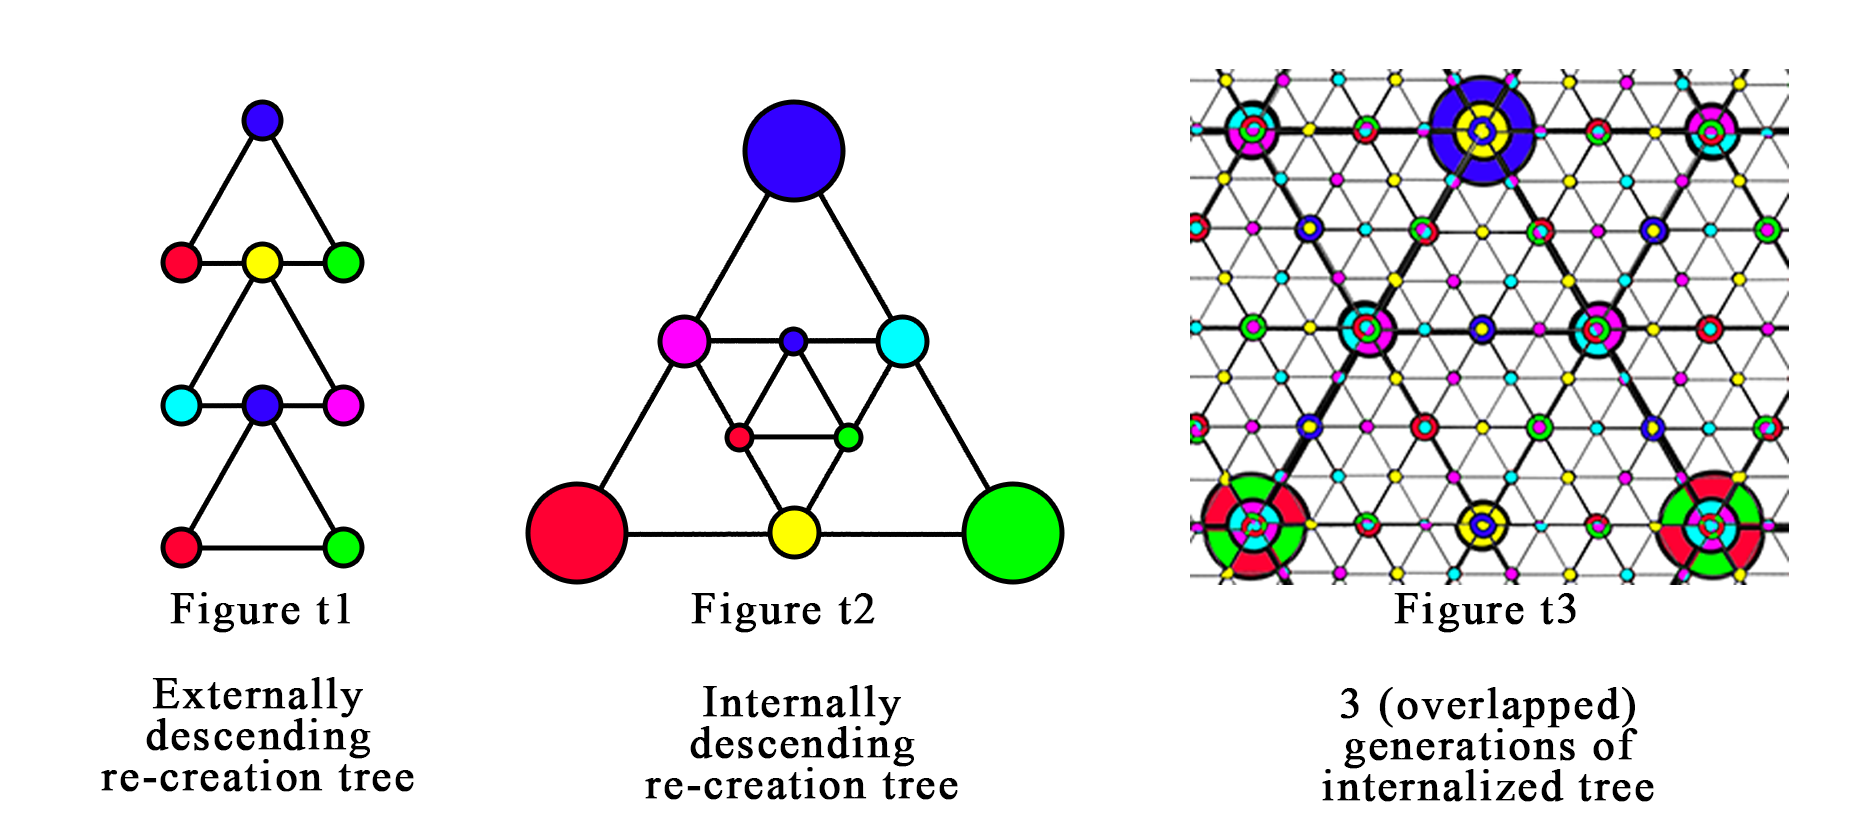 Figure t1
Externally
descending
re-creation tree
Figure t2
Internally
descending
re-creation tree
Figure t3
3 (overlapped)
generations of
internalized tree